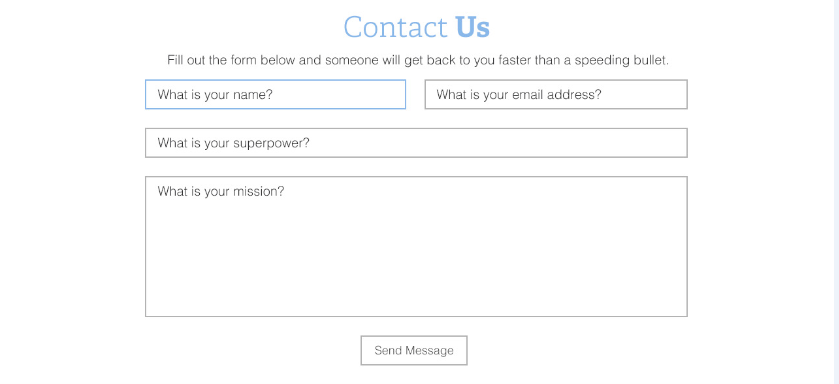 Contact Us
Fill out the form below and someone will get back to you faster than a speeding bullet.
What is your name?
What is your email address?
What is your superpower?
What is your mission?
Send Message